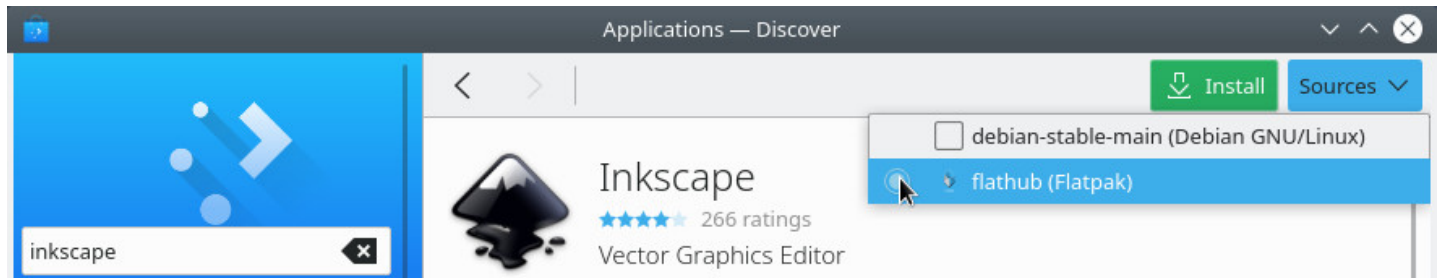 Applications — Discover
Install
Sources
debian-stable-main (Debian GNU/Linux)
flathub (Flatpak)
Inkscape
266 ratings
Vector Graphics Editor
inkscape